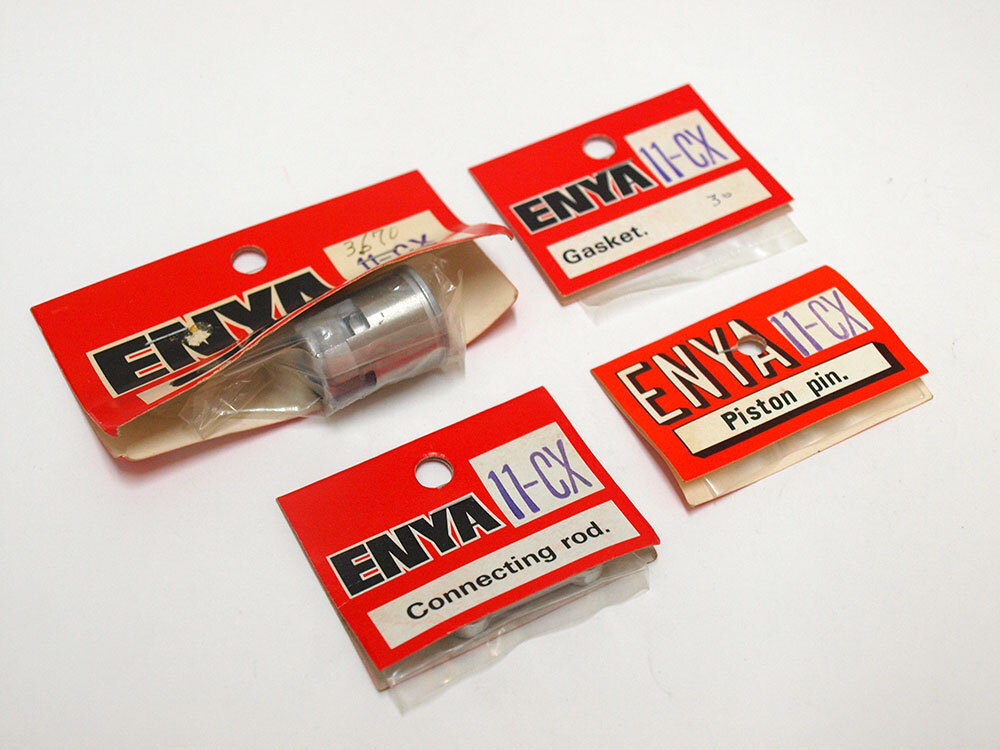 ENYA
3670
11-CX
ENYA
11-CX
Gasket.
30
ENYA
11-CX
Piston pin.
ENYA
11-CX
Connecting rod.